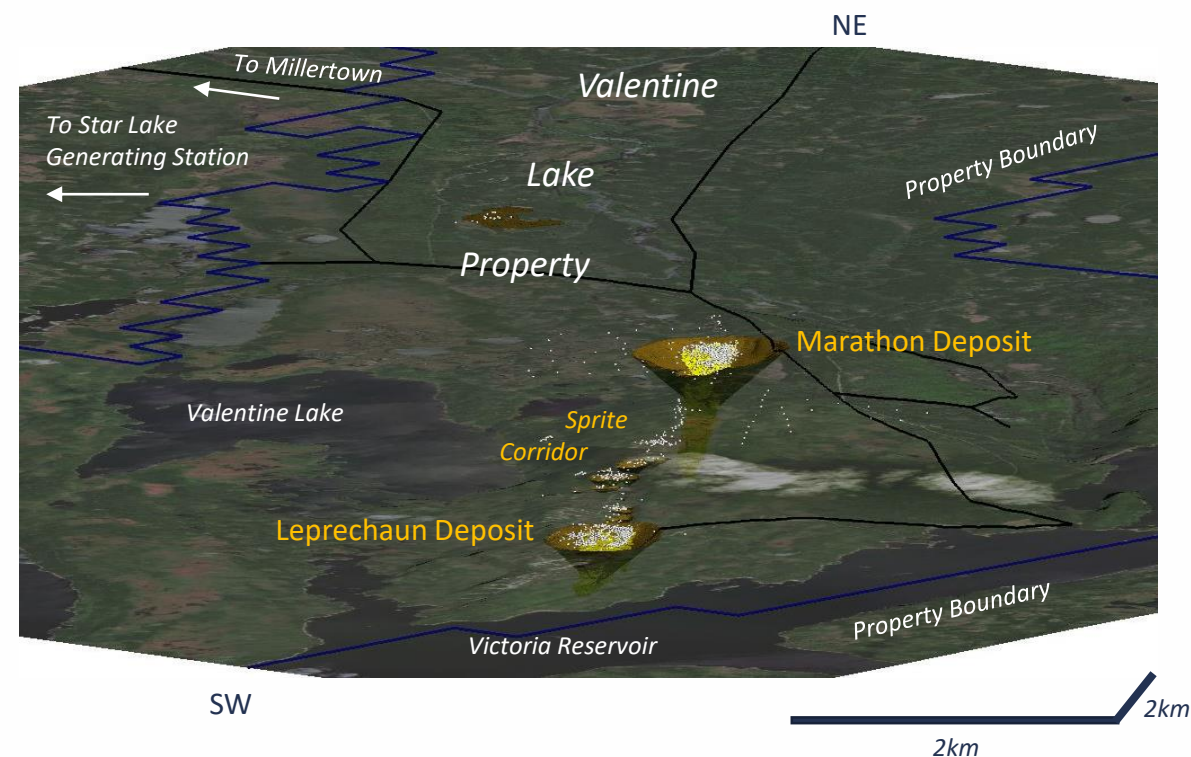 NE
To Millertown
Valentine
To Star Lake
Generating Station
Lake
Property Boundary
Property
Marathon Deposit
Valentine Lake
Sprite
Corridor
Leprechaun Deposit
Property Boundary
Victoria Reservoir
SW
2km
2km